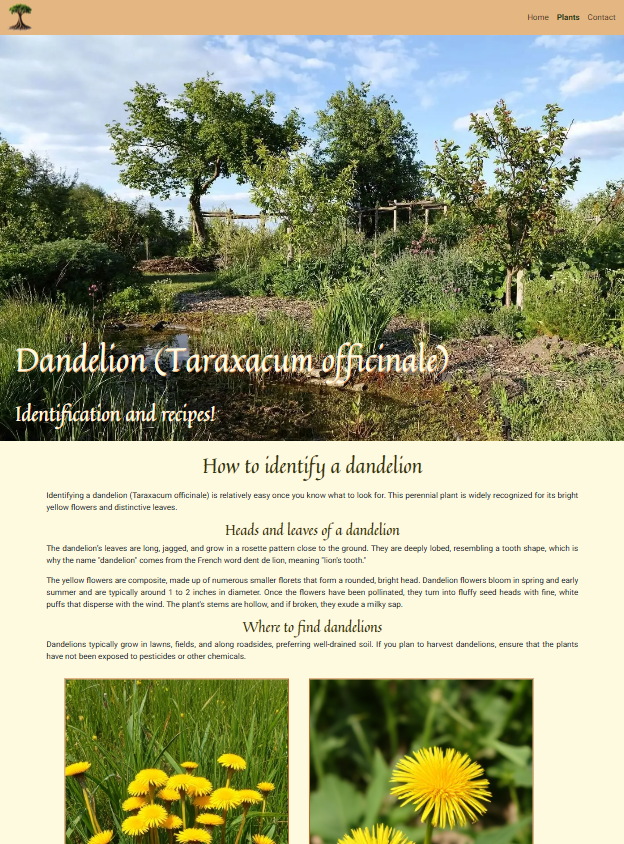 Home Plants Contact
Dandelion (Taraxacum officinale)
Identification and recipes!
How to identify a dandelion
Identifying a dandelion (Taraxacum officinale) is relatively easy once you know what to look for. This perennial plant is widely recognized for its bright
yellow flowers and distinctive leaves.
Heads and leaves of a dandelion
The dandelion's leaves are long, jagged, and grow in a rosette pattern close to the ground. They are deeply lobed, resembling a tooth shape, which is
why the name "dandelion" comes from the French word dent de lion, meaning "lion's tooth."
The yellow flowers are composite, made up of numerous smaller florets that form a rounded, bright head. Dandelion flowers bloom in spring and early
summer and are typically around 1 to 2 inches in diameter. Once the flowers have been pollinated, they turn into fluffy seed heads with fine, white
puffs that disperse with the wind. The plant's stems are hollow, and if broken, they exude a milky sap.
Where to find dandelions
Dandelions typically grow in lawns, fields, and along roadsides, preferring well-drained soil. If you plan to harvest dandelions, ensure that the plants
have not been exposed to pesticides or other chemicals.